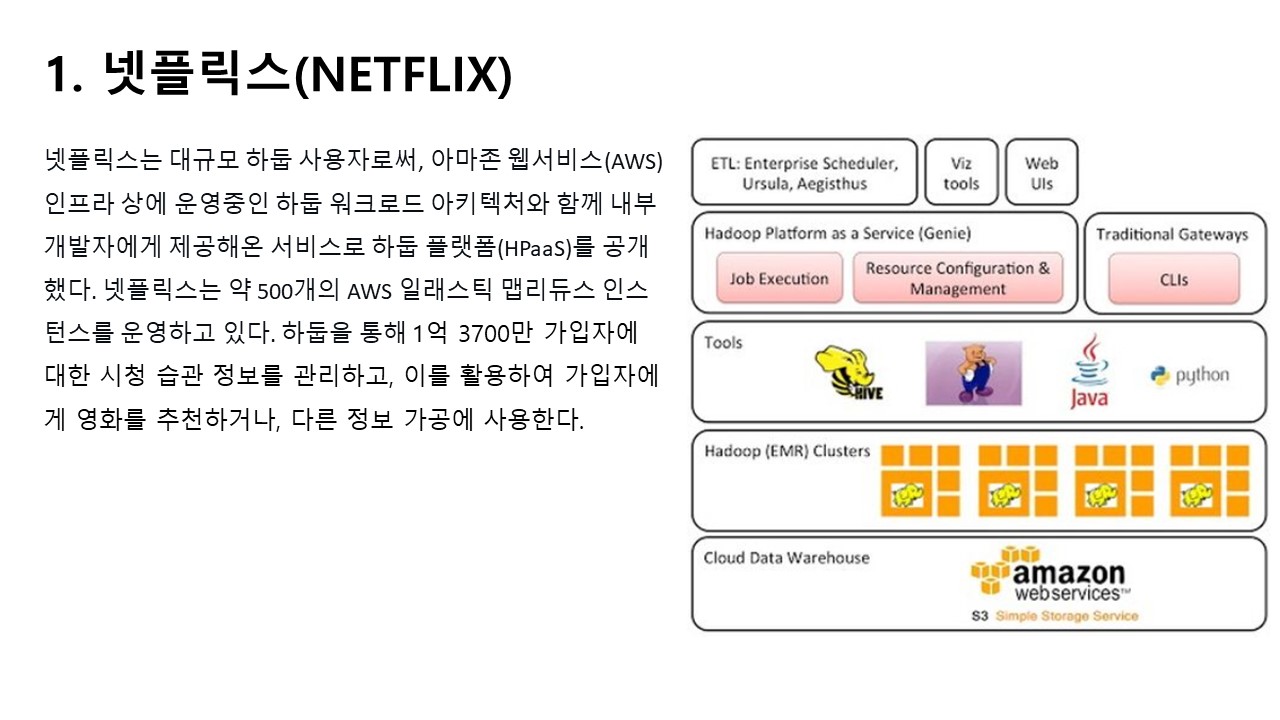 1. 넷플릭스(NETFLIX)
넷플릭스는 대규모 하둡 사용자로써, 아마존 웹서비스(AWS)
인프라 상에 운영중인 하둡 워크로드 아키텍처와 함께 내부
개발자에게 제공해온 서비스로 하둡 플랫폼(HPaaS)를 공개
했다. 넷플릭스는 약 500개의 AWS 일래스틱 맵리듀스 인스
턴스를 운영하고 있다. 하둡을 통해 1억 3700만 가입자에
대한 시청 습관 정보를 관리하고, 이를 활용하여 가입자에
게 영화를 추천하거나, 다른 정보 가공에 사용한다.
ETL: Enterprise Scheduler,
Ursula, Aegisthus
Viz
tools
Web
UIs
Hadoop Platform as a Service (Genie)
Job Execution
Resource Configuration &
Management
Traditional Gateways
CLIs
Tools
HIVE
Java
python
Hadoop (EMR) Clusters
Cloud Data Warehouse
amazon
webservices™
S3 Simple Storage Service